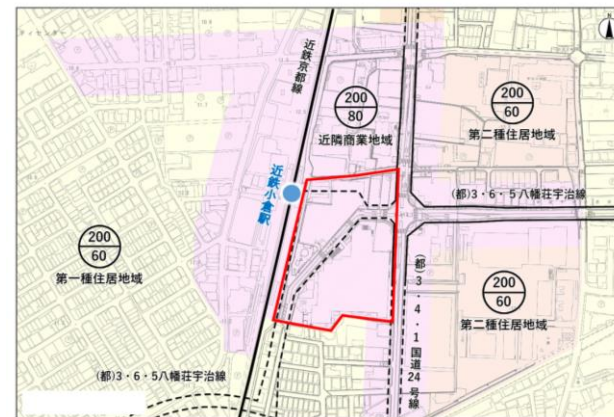 近鉄京都線
200
80
近隣商業地域
200
60
第二種住居地域
近鉄小倉駅
(都)3・6・5八幡荘宇治線
200
60
第一種住居地域
200
60
第二種住居地域
(都)3・4・1国道24号線
(都)3・6・5八幡荘宇治線